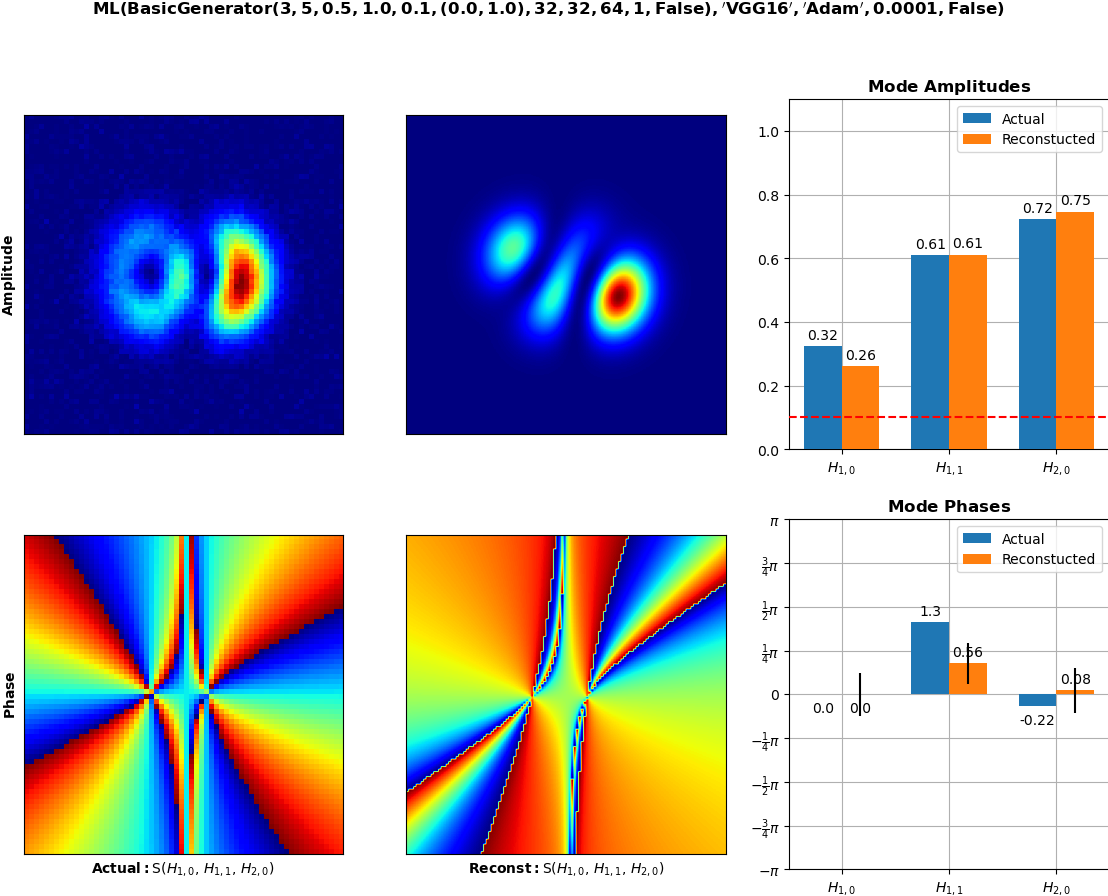 ML(BasicGenerator(3, 5, 0.5, 1.0, 0.1, (0.0, 1.0), 32, 32, 64, 1, False), ′VGG16′, ′Adam′, 0.0001, False)
Mode Amplitudes
Amplitude
Actual
Reconstucted
1.0
0.8
0.6
0.4
0.2
0.0
0.32
0.26
0.61
0.61
0.72
0.75
H1,0
H1,1
H2,0
Mode Phases
Phase
Actual
Reconstucted
π
3/4π
1/2π
1/4π
0
−1/4π
−1/2π
−3/4π
−π
0.0
0.0
1.3
0.56
-0.22
0.08
H1,0
H1,1
H2,0
Actual: S(H1,0, H1,1, H2,0)
Reconst: S(H1,0, H1,1, H2,0)